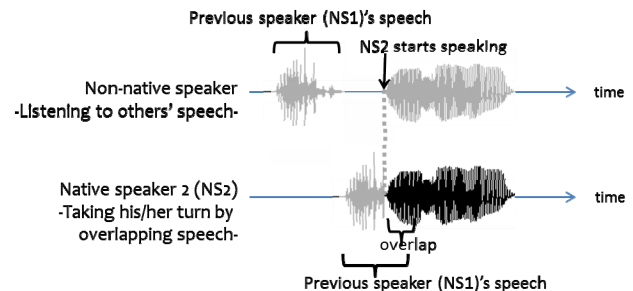 Previous speaker (NS1)'s speech
NS2 starts speaking
Non-native speaker
-Listening to others' speech-
time
Native speaker 2 (NS2)
-Taking his/her turn by
overlapping speech-
time
overlap
Previous speaker (NS1)'s speech